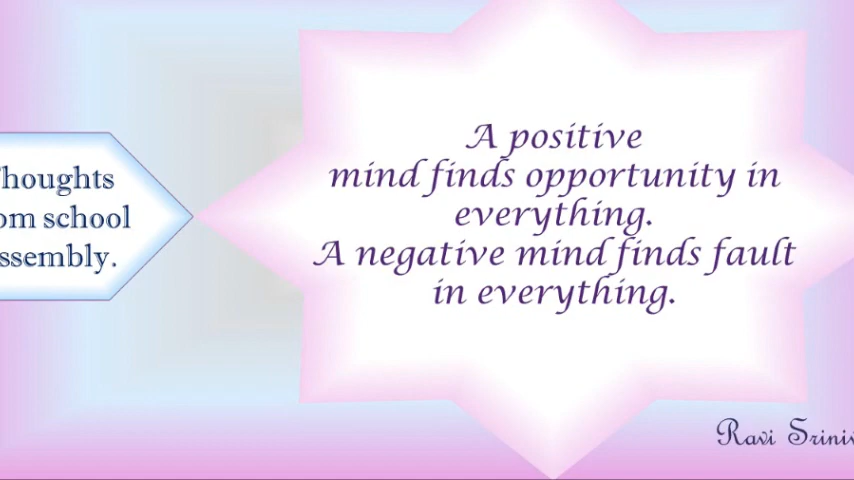 houghts
om school
ssembly.
A positive
mind finds opportunity in
everything.
A negative mind finds fault
in everything.
Ravi Sriniv